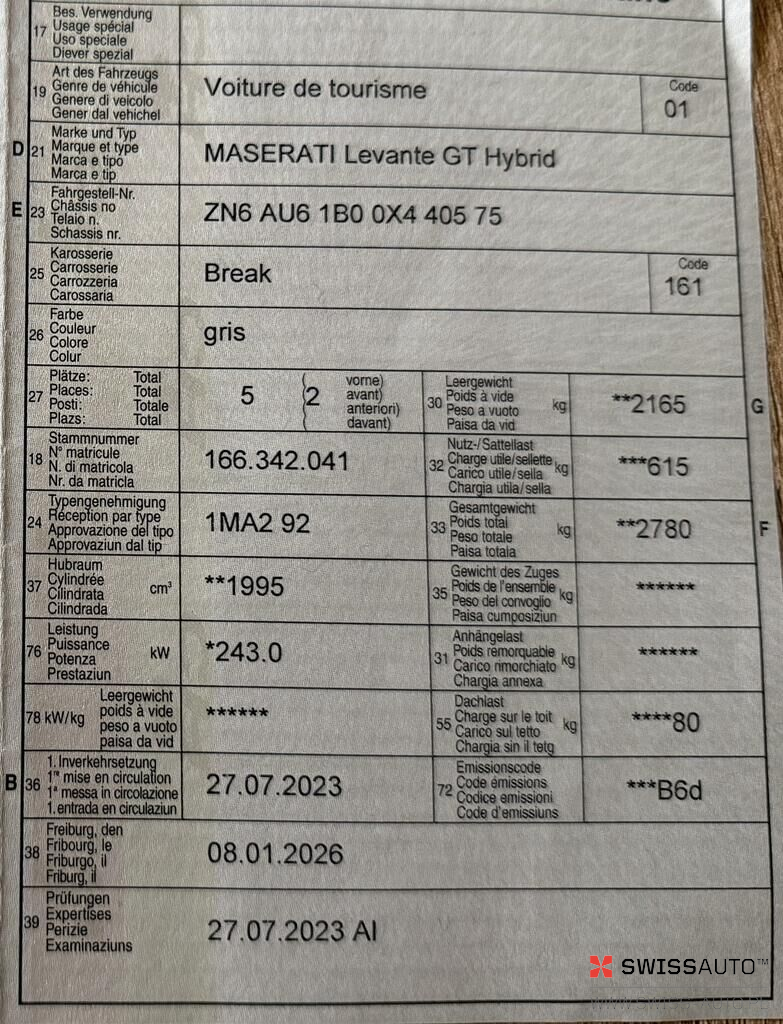 17 Bes. Verwendung
Usage spécial
Uso speciale
Diever spezial
19 Art des Fahrzeugs
Genre de véhicule
Genere di veicolo
Gener dal vehichel
Voiture de tourisme
Code
01
D 21 Marke und Typ
Marque et type
Marca e tipo
Marca e tip
MASERATI Levante GT Hybrid
E 23 Fahrgestell-Nr.
Châssis no
Telaio n.
Schassis nr.
ZN6 AU6 1B0 0X4 405 75
25 Karosserie
Carrosserie
Carrozzeria
Carossaria
Break
Code
161
26 Farbe
Couleur
Colore
Colur
gris
27 Plätze: Total
Places: Total
Posti: Totale
Plazs: Total
5 (2 vorne)
( avant)
( anteriori)
( davant)
30 Leergewicht
Poids à vide
Peso a vuoto
Paisa da vid
kg
**2165
G
18 Stammnummer
N° matricule
N. di matricola
Nr. da matricla
166.342.041
32 Nutz-/Sattellast
Charge utile/sellette
Carico utile/sella
Chargia utila/sella
kg
***615
24 Typengenehmigung
Réception par type
Approvazione del tipo
Approvaziun dal tip
1MA2 92
33 Gesamtgewicht
Poids total
Peso totale
Paisa totala
kg
**2780
F
37 Hubraum
Cylindrée
Cilindrata
Cilindrada
cm³
**1995
35 Gewicht des Zuges
Poids de l'ensemble
Peso del convoglio
Paisa cumposiziun
kg
******
76 Leistung
Puissance
Potenza
Prestaziun
kW
*243.0
31 Anhängelast
Poids remorquable
Carico rimorchiato
Chargia annexa
kg
******
78 kW/kg Leergewicht
poids à vide
peso a vuoto
paisa da vid
******
55 Dachlast
Charge sur le toit
Carico sul tetto
Chargia sin il tetg
kg
****80
B 36 1. Inverkehrsetzung
1re mise en circulation
1a messa in circolazione
1. entrada en circulaziun
27.07.2023
72 Emissionscode
Code émissions
Codice emissioni
Code d'emissiuns
***B6d
38 Freiburg, den
Fribourg, le
Friburgo, il
Friburg, il
08.01.2026
39 Prüfungen
Expertises
Perizie
Examinaziuns
27.07.2023 AI
SWISSAUTO™